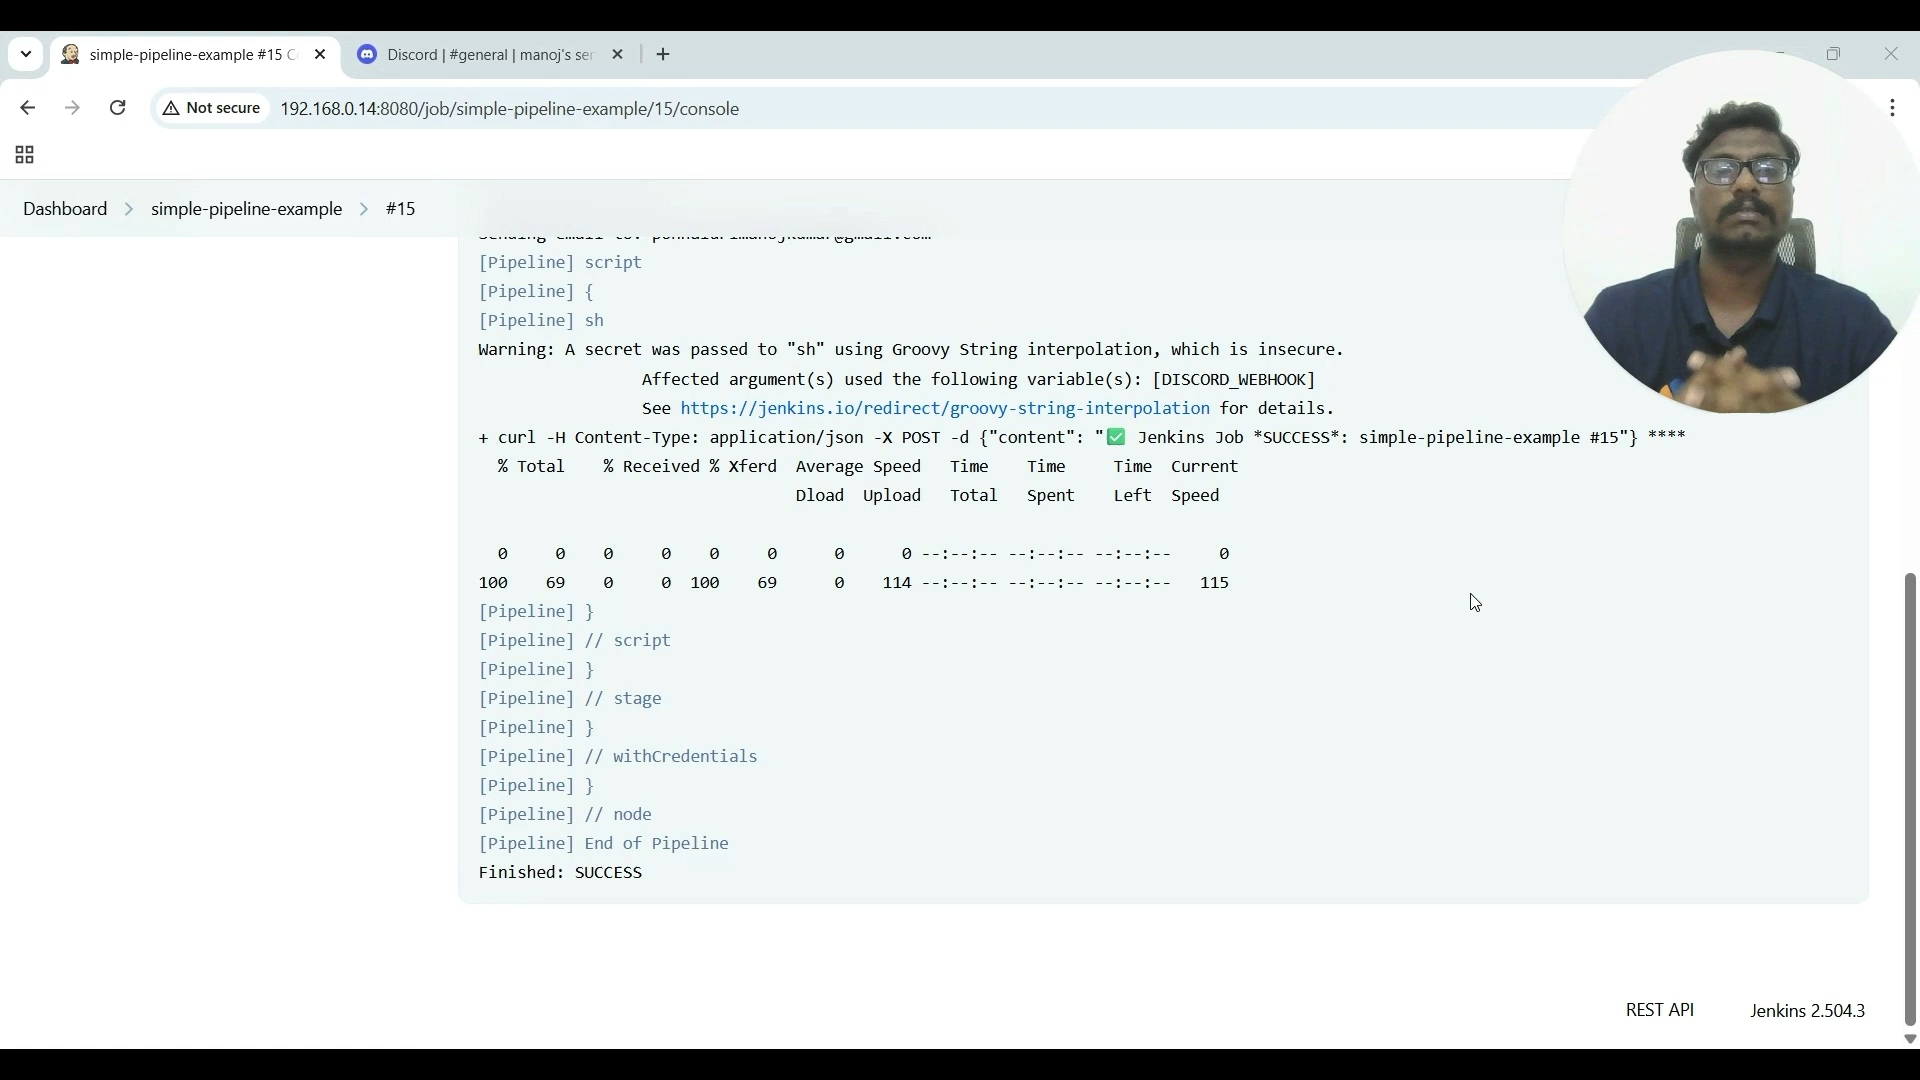 simple-pipeline-example #15 C
Discord | #general | manoj's ser
Not secure
192.168.0.14:8080/job/simple-pipeline-example/15/console
Dashboard
simple-pipeline-example
#15
[Pipeline] script
[Pipeline] {
[Pipeline] sh
Warning: A secret was passed to "sh" using Groovy String interpolation, which is insecure.
Affected argument(s) used the following variable(s): [DISCORD_WEBHOOK]
See https://jenkins.io/redirect/groovy-string-interpolation for details.
+ curl -H Content-Type: application/json -X POST -d {"content": "✅ Jenkins Job *SUCCESS*: simple-pipeline-example #15"} ****
% Total % Received % Xferd Average Speed Time Time Time Current
Dload Upload Total Spent Left Speed
0 0 0 0 0 0 0 0 --:--:-- --:--:-- --:--:-- 0
100 69 0 0 100 69 0 114 --:--:-- --:--:-- --:--:-- 115
[Pipeline] }
[Pipeline] // script
[Pipeline] }
[Pipeline] // stage
[Pipeline] }
[Pipeline] // withCredentials
[Pipeline] }
[Pipeline] // node
[Pipeline] End of Pipeline
Finished: SUCCESS
REST API
Jenkins 2.504.3